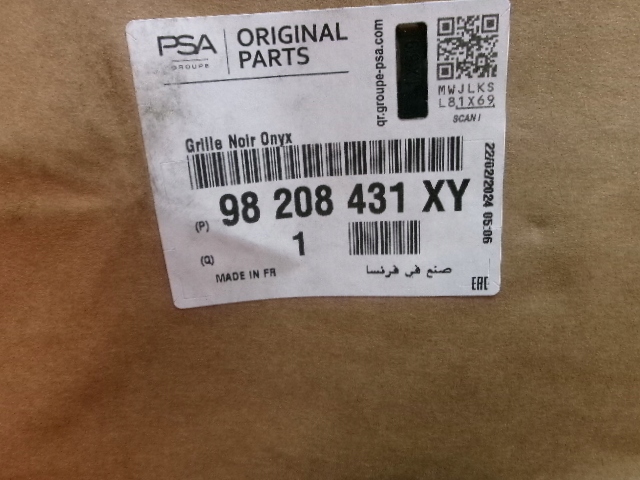 PSA
GROUPE
ORIGINAL
PARTS
qr.groupe-psa.com
MWJLKS
L81X69
SCAN!
Grille Noir Onyx
22/02/2024 05:06
(P) 98 208 431 XY
(Q) 1
MADE IN FR
صنع في فرنسا
EAC